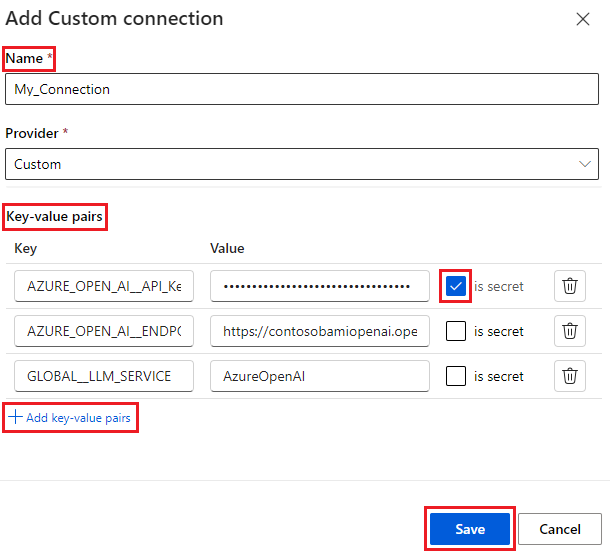 Add Custom connection
Name *
My_Connection
Provider *
Custom
Key-value pairs
Key Value
AZURE_OPEN_AI__API_Ke •••••••••••••••••••••••••••••••• is secret
AZURE_OPEN_AI__ENDPO https://contosobamiopenai.ope is secret
GLOBAL__LLM_SERVICE AzureOpenAI is secret
Add key-value pairs
Save Cancel